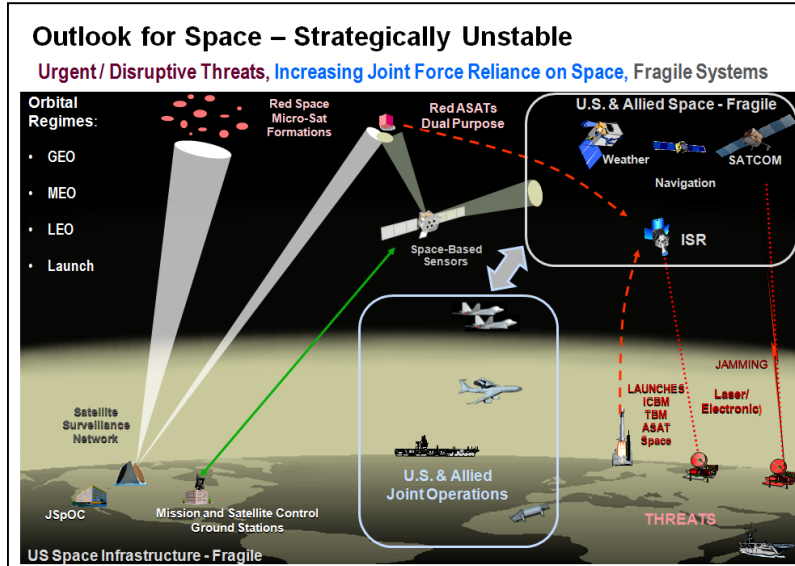 Outlook for Space – Strategically Unstable
Urgent / Disruptive Threats, Increasing Joint Force Reliance on Space, Fragile Systems
Orbital
Regimes:
• GEO
• MEO
• LEO
• Launch
Red Space
Micro-Sat
Formations
Red ASATs
Dual Purpose
U.S. & Allied Space - Fragile
Weather
SATCOM
Navigation
ISR
Space-Based
Sensors
Satellite
Surveillance
Network
JSpOC
Mission and Satellite Control
Ground Stations
U.S. & Allied
Joint Operations
LAUNCHES
ICBM
TBM
ASAT
Space
JAMMING
Laser/
Electronic)
THREATS
US Space Infrastructure - Fragile